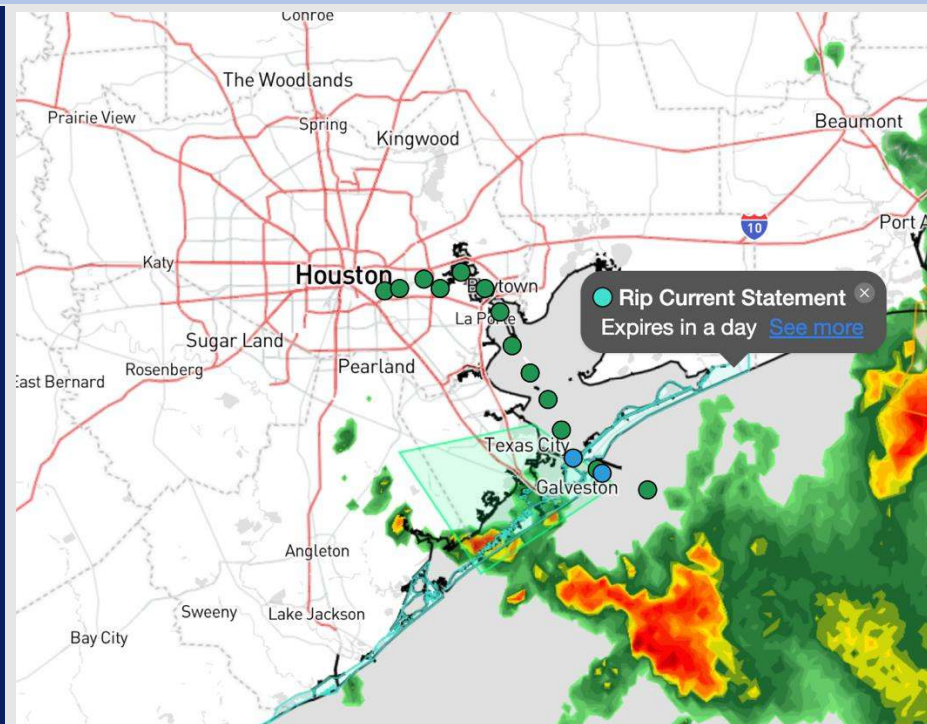 Conroe
The Woodlands
Prairie View
Spring
Kingwood
Beaumont
10
Port A
Katy
Houston
ytown
Rip Current Statement
Expires in a day See more
La Porte
Sugar Land
Rosenberg
Pearland
East Bernard
Texas City
Galveston
Angleton
Sweeny
Lake Jackson
Bay City